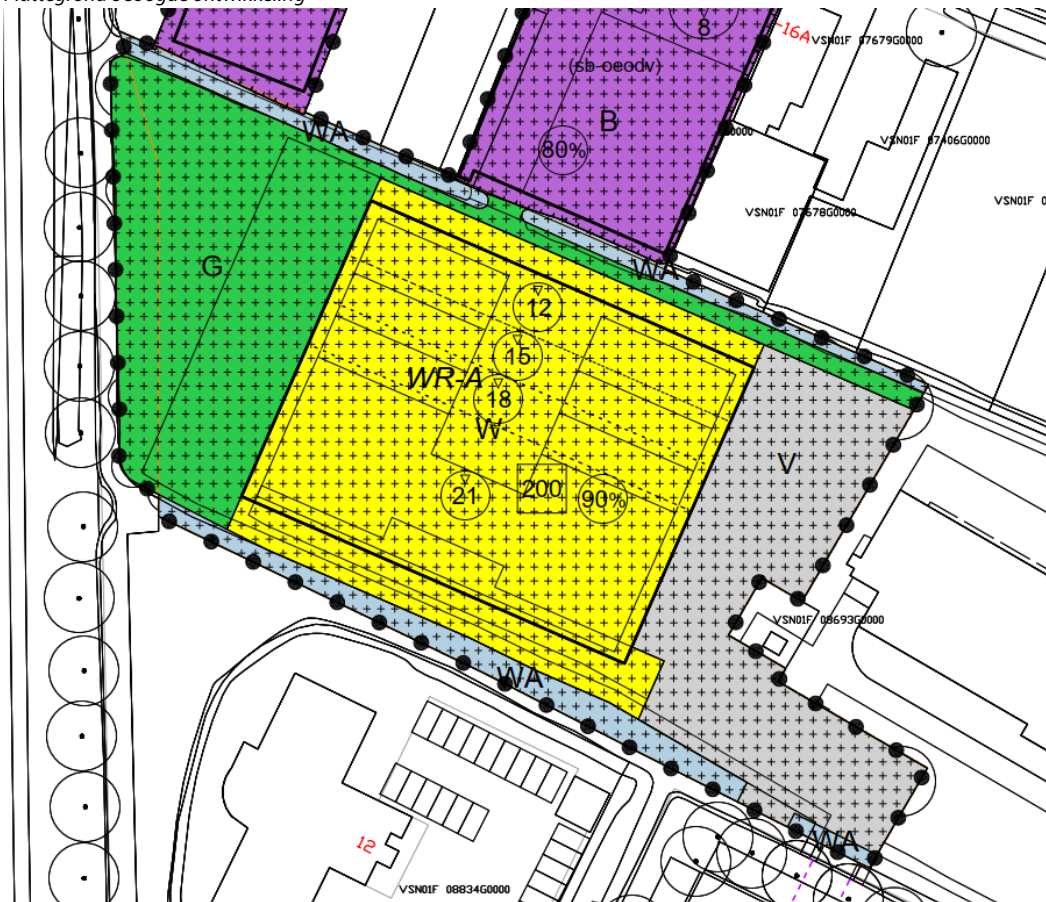 8
-16A
VSN01F 07679G0000
(sb-oeodv)
B
WA
80%
VSN01F 07406G0000
VSN01F 07678G0000
VSN01F 0
G
WA
12
15
WR-A
18
W
V
21
200
90%
VSN01F 08693G0000
WA
WA
12
VSN01F 08834G0000